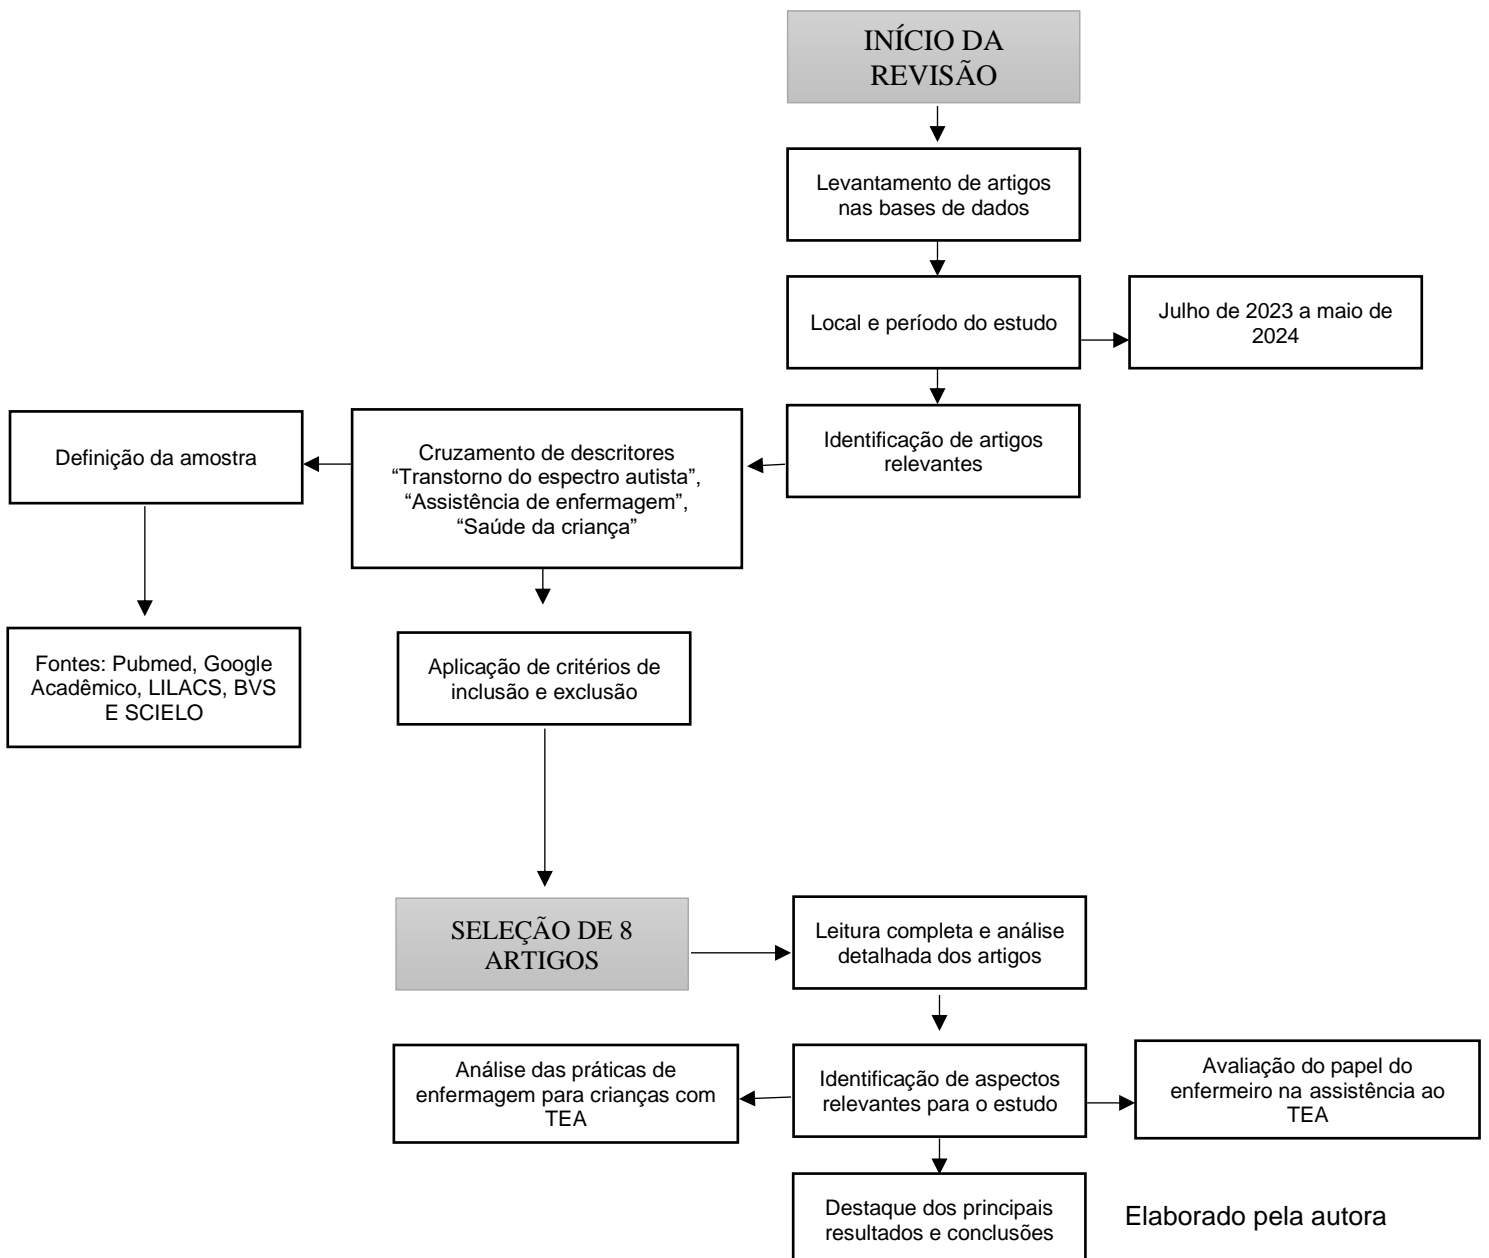 INÍCIO DA
REVISÃO
Levantamento de artigos
nas bases de dados
Local e período do estudo
Julho de 2023 a maio de
2024
Identificação de artigos
relevantes
Cruzamento de descritores
“Transtorno do espectro autista”,
“Assistência de enfermagem”,
“Saúde da criança”
Definição da amostra
Fontes: Pubmed, Google
Acadêmico, LILACS, BVS
E SCIELO
Aplicação de critérios de
inclusão e exclusão
SELEÇÃO DE 8
ARTIGOS
Leitura completa e análise
detalhada dos artigos
Identificação de aspectos
relevantes para o estudo
Análise das práticas de
enfermagem para crianças com
TEA
Avaliação do papel do
enfermeiro na assistência ao
TEA
Destaque dos principais
resultados e conclusões
Elaborado pela autora